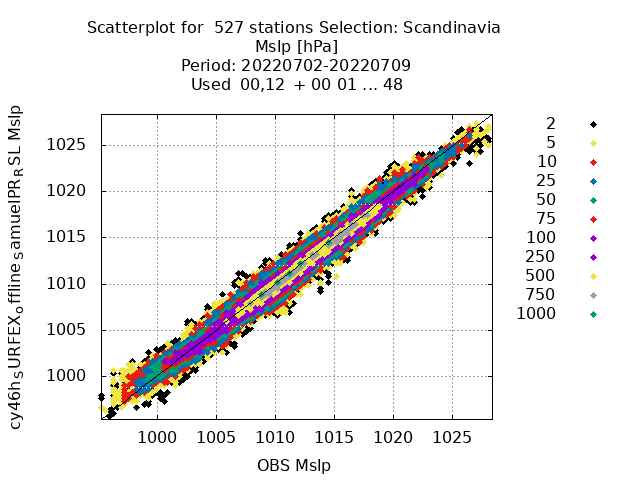 Scatterplot for  527 stations Selection: Scandinavia
Mslp [hPa]
Period: 20220702-20220709
Used  00,12  + 00 01 ... 48
cy46h_SURFEX_offline_samuelPR_RSL Mslp
1025
1020
1015
1010
1005
1000
1000 1005 1010 1015 1020 1025
OBS Mslp
2
5
10
25
50
75
100
250
500
750
1000